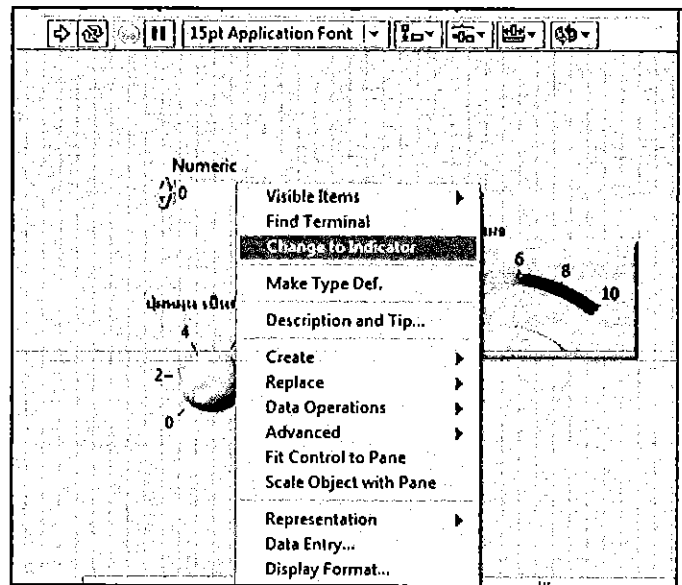 15pt Application Font
Numeric
0
Visible Items
Find Terminal
Change to Indicator
Make Type Def.
Description and Tip...
Create
Replace
Data Operations
Advanced
Fit Control to Pane
Scale Object with Pane
Representation
Data Entry...
Display Format...
4
2
0
6
8
10